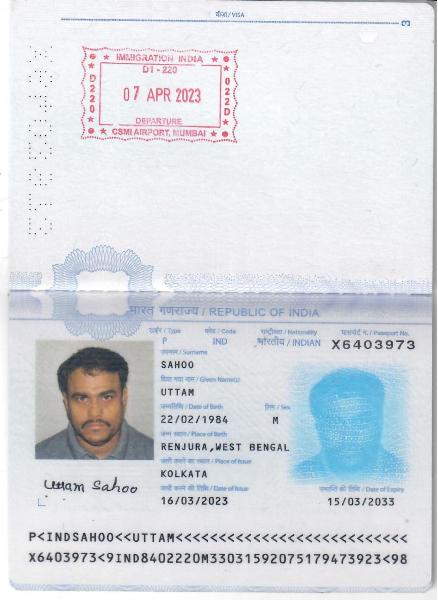 वीजा / VISA
3
IMMIGRATION INDIA
DI - 220
D220
022D
07 APR 2023
DEPARTURE
CSMI AIRPORT, MUMBAI
भारत गणराज्य / REPUBLIC OF INDIA
टाईप / Type कोड / Code राष्ट्रीयता / Nationality पासपोर्ट न. / Passport No.
P IND भारतीय / INDIAN X6403973
उपनाम / Surname
SAHOO
दिया गया नाम / Given Name(s)
UTTAM
जन्मतिथि / Date of Birth लिंग / Sex
22/02/1984 M
जन्म स्थान / Place of Birth
RENJURA,WEST BENGAL
जारी करने का स्थान / Place of Issue
KOLKATA
जारी करने की तिथि / Date of Issue समाप्ति की तिथि / Date of Expiry
16/03/2023 15/03/2033
Uttam Sahoo
P<INDSAHOO<<UTTAM<<<<<<<<<<<<<<<<<<<<<<<<<<<
X6403973<9IND8402220M33031592075179473923<98